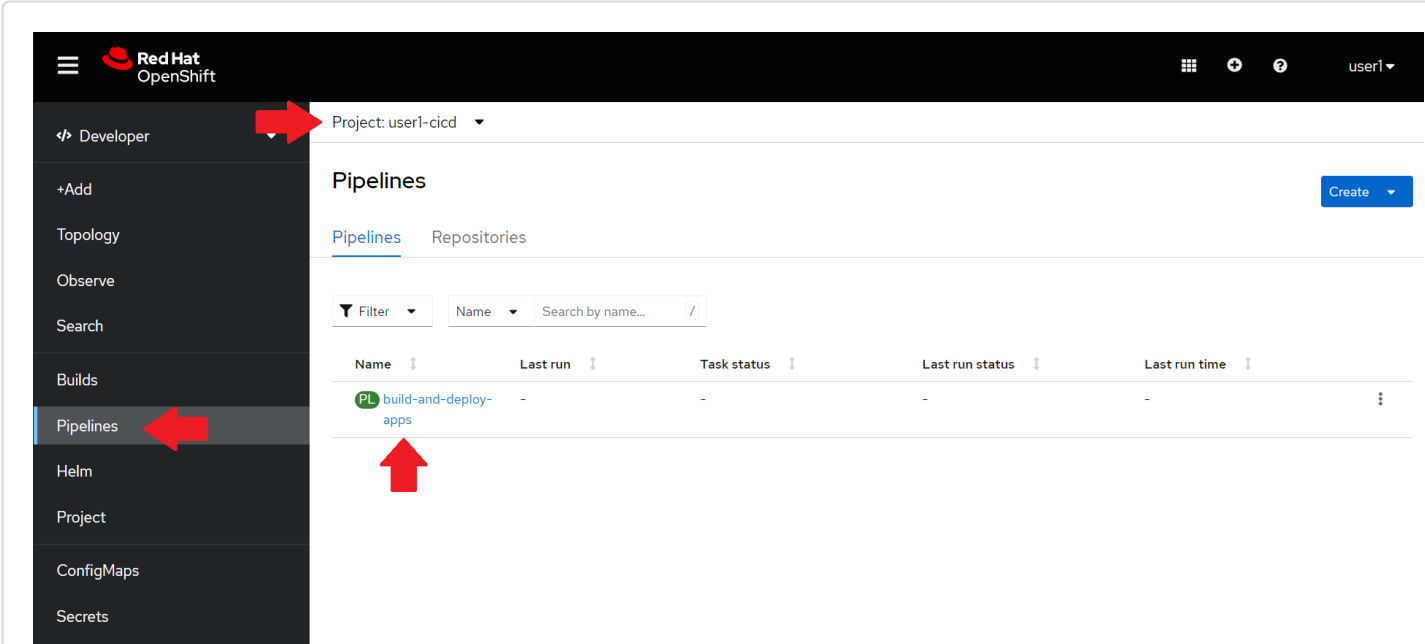 Red Hat
OpenShift
user1
Developer
Project: user1-cicd
+Add
Topology
Observe
Search
Builds
Pipelines
Helm
Project
ConfigMaps
Secrets
Pipelines
Create
Pipelines Repositories
Filter Name Search by name... /
Name Last run Task status Last run status Last run time
PL build-and-deploy- - - - -
apps